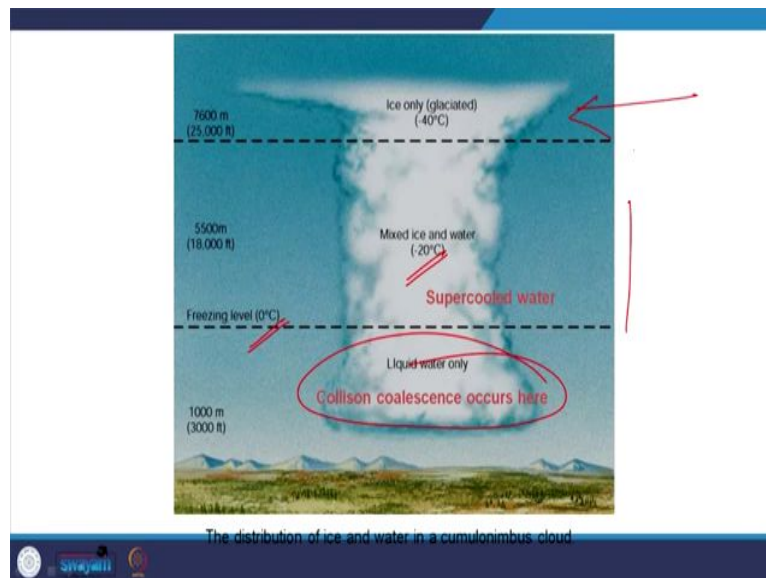 Ice only (glaciated)
(-40°C)
7600 m
(25,000 ft)
5500m
(18,000 ft)
Mixed ice and water
(-20°C)
Supercooled water
Freezing level (0°C)
LIquid water only
Collison coalescence occurs here
1000 m
(3000 ft)
The distribution of ice and water in a cumulonimbus cloud
swayam